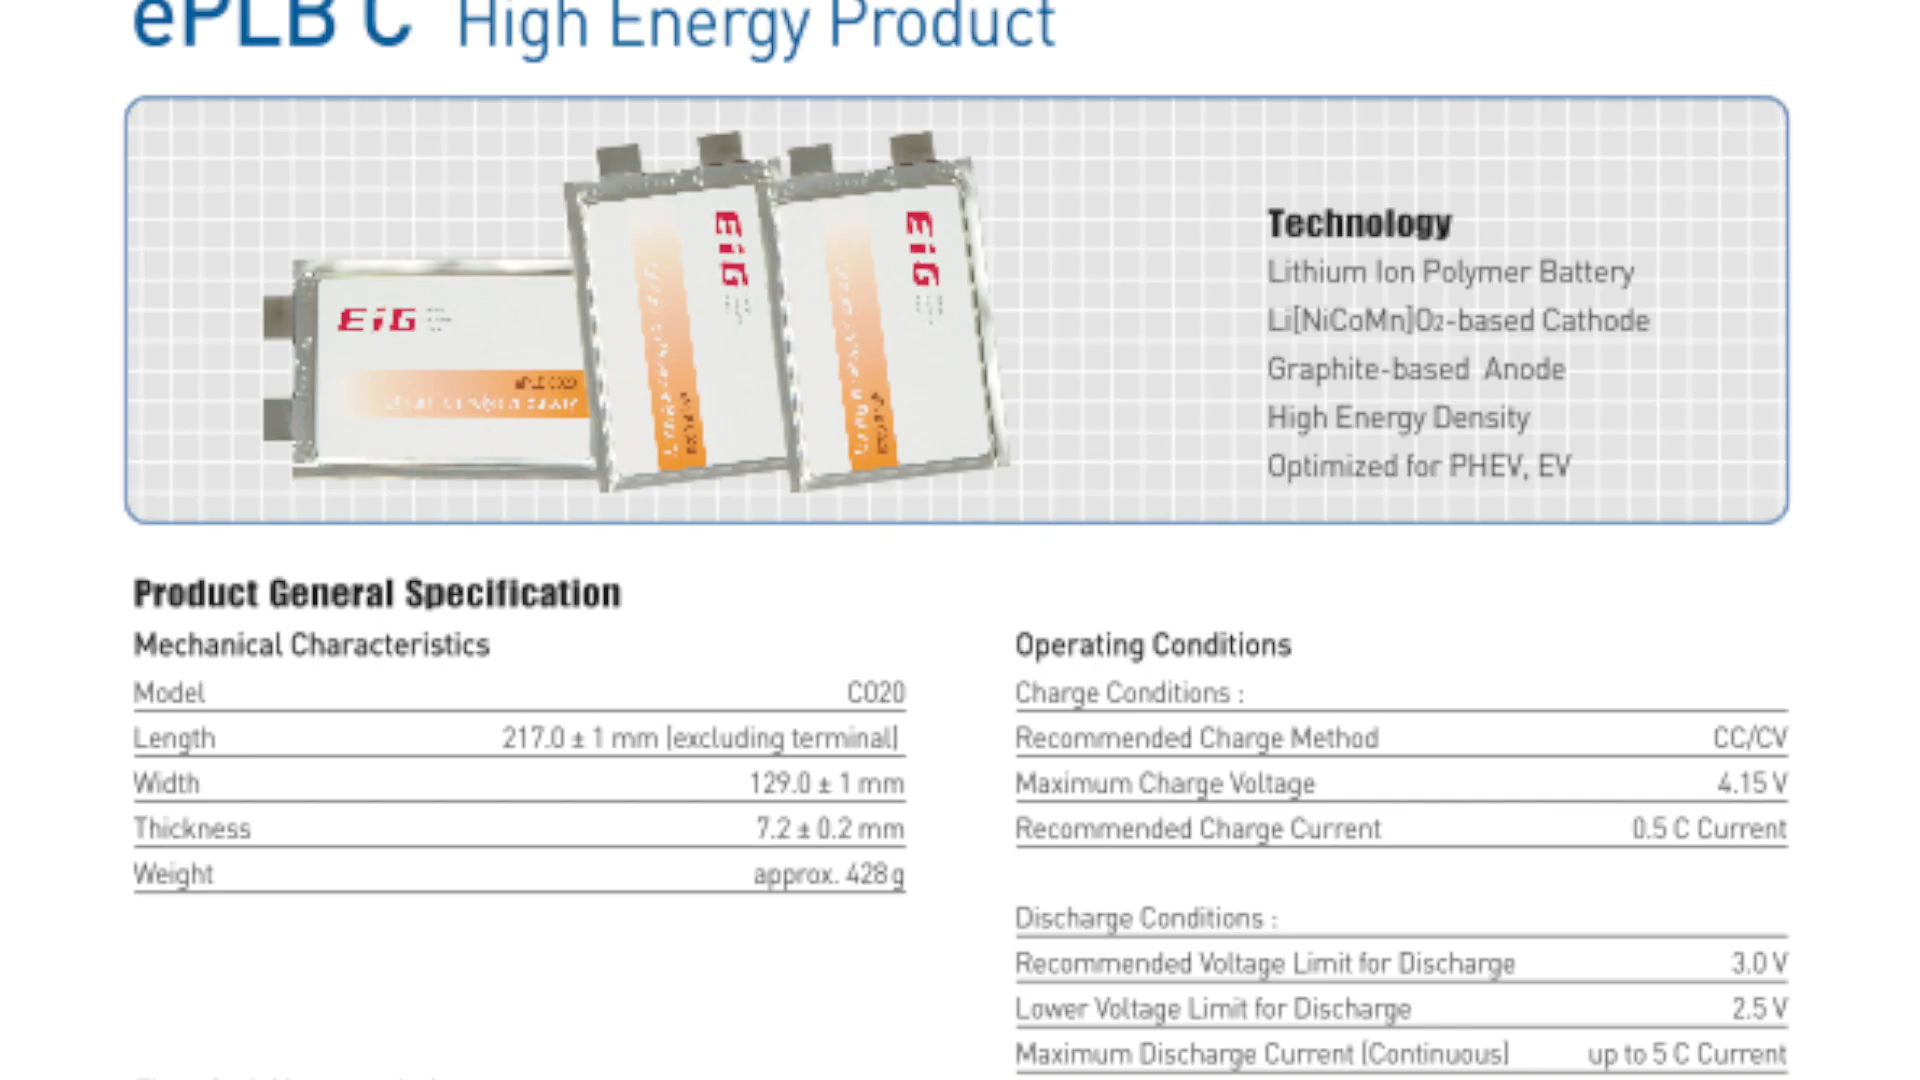 ePLB C High Energy Product
EiG
EiG
EiG
Technology
Lithium Ion Polymer Battery
Li[NiCoMn]O2-based Cathode
Graphite-based Anode
High Energy Density
Optimized for PHEV, EV
Product General Specification
Mechanical Characteristics
Model C020
Length 217.0 ± 1 mm (excluding terminal)
Width 129.0 ± 1 mm
Thickness 7.2 ± 0.2 mm
Weight approx. 428 g
Operating Conditions
Charge Conditions :
Recommended Charge Method CC/CV
Maximum Charge Voltage 4.15 V
Recommended Charge Current 0.5 C Current
Discharge Conditions :
Recommended Voltage Limit for Discharge 3.0 V
Lower Voltage Limit for Discharge 2.5 V
Maximum Discharge Current (Continuous) up to 5 C Current